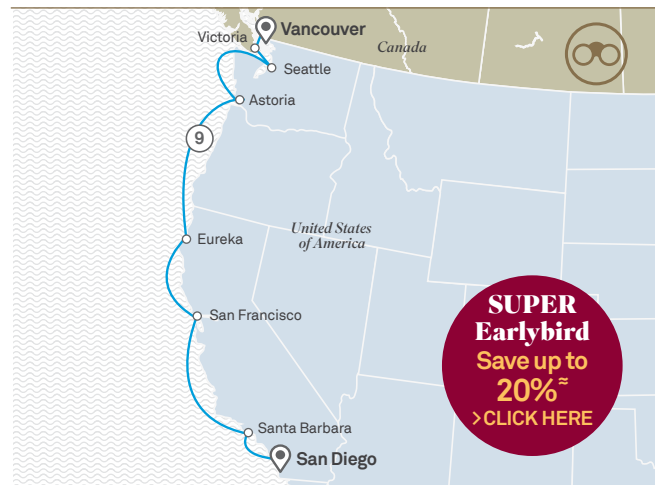 Vancouver
Victoria
Canada
Seattle
Astoria
9
Eureka
United States
of America
San Francisco
SUPER
Earlybird
Save up to
20%≈
>CLICK HERE
Santa Barbara
San Diego